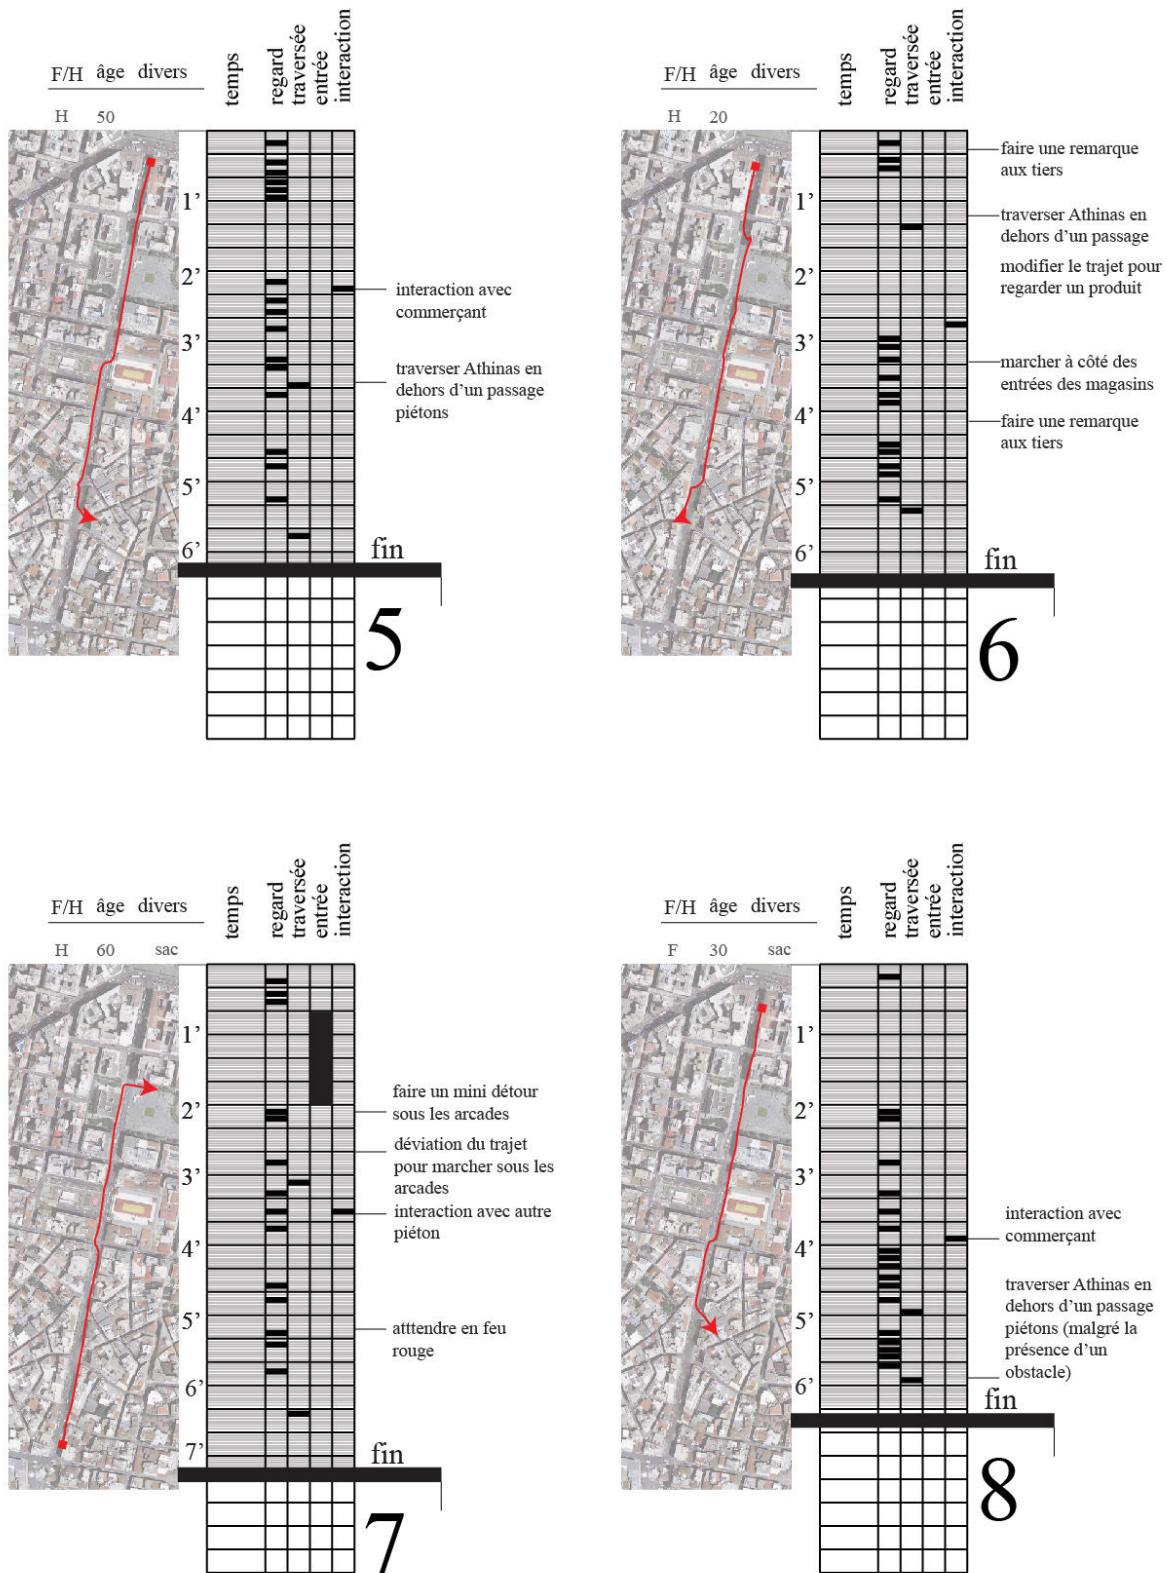 F/H âge divers
temps
regard
traversée
entrée
interaction
H 50
1’
2’
3’
4’
5’
6’
interaction avec
commerçant
traverser Athinas en
dehors d’un passage
piétons
fin
5
F/H âge divers
temps
regard
traversée
entrée
interaction
H 20
1’
2’
3’
4’
5’
6’
faire une remarque
aux tiers
traverser Athinas en
dehors d’un passage
modifier le trajet pour
regarder un produit
marcher à côté des
entrées des magasins
faire une remarque
aux tiers
fin
6
F/H âge divers
temps
regard
traversée
entrée
interaction
H 60 sac
1’
2’
3’
4’
5’
6’
7’
faire un mini détour
sous les arcades
déviation du trajet
pour marcher sous les
arcades
interaction avec autre
piéton
atttendre en feu
rouge
fin
7
F/H âge divers
temps
regard
traversée
entrée
interaction
F 30 sac
1’
2’
3’
4’
5’
6’
interaction avec
commerçant
traverser Athinas en
dehors d’un passage
piétons (malgré la
présence d’un
obstacle)
fin
8